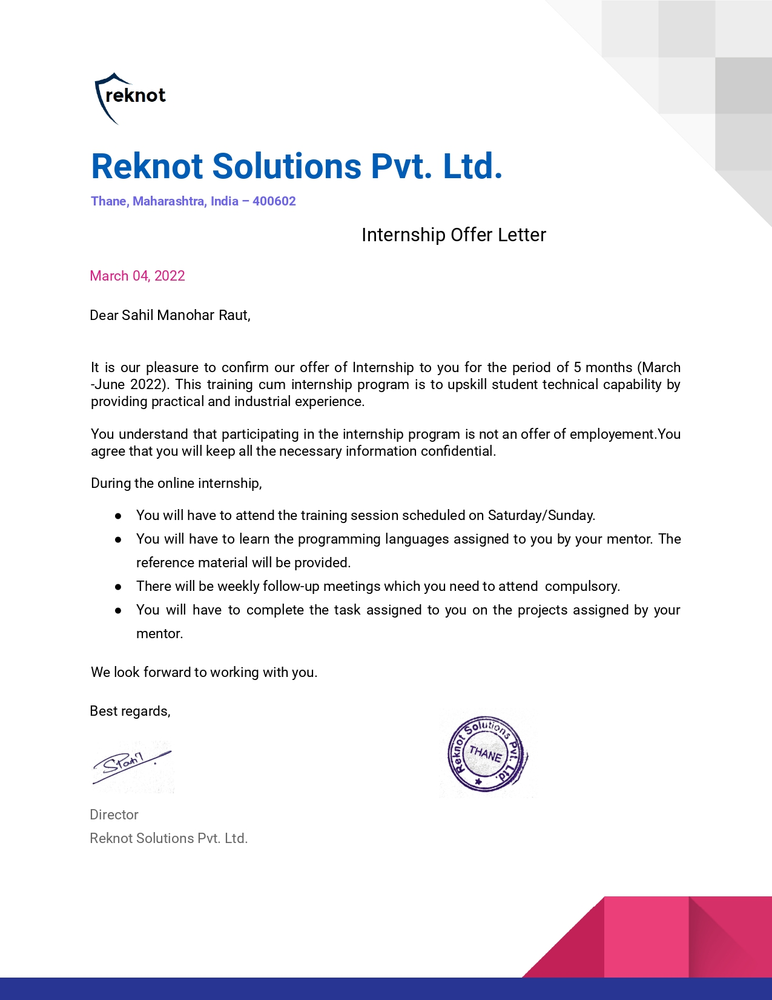 reknot
Reknot Solutions Pvt. Ltd.
Thane, Maharashtra, India – 400602
Internship Offer Letter
March 04, 2022
Dear Sahil Manohar Raut,
It is our pleasure to confirm our offer of Internship to you for the period of 5 months (March
-June 2022). This training cum internship program is to upskill student technical capability by
providing practical and industrial experience.
You understand that participating in the internship program is not an offer of employement.You
agree that you will keep all the necessary information confidential.
During the online internship,
● You will have to attend the training session scheduled on Saturday/Sunday.
● You will have to learn the programming languages assigned to you by your mentor. The
reference material will be provided.
● There will be weekly follow-up meetings which you need to attend  compulsory.
● You will have to complete the task assigned to you on the projects assigned by your
mentor.
We look forward to working with you.
Best regards,
SPatil
Reknot Solutions Pvt. Ltd.
THANE
Director
Reknot Solutions Pvt. Ltd.